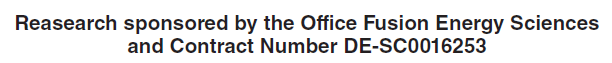 Reasearch sponsored by the Office Fusion Energy Sciences
and Contract Number DE-SC0016253